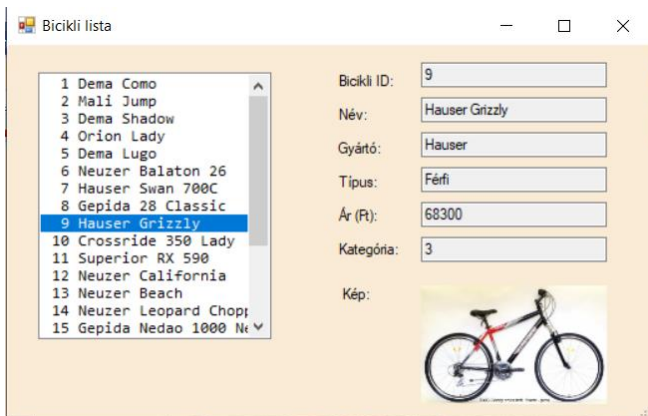 Bicikli lista
1 Dema Como
2 Mali Jump
3 Dema Shadow
4 Orion Lady
5 Dema Lugo
6 Neuzer Balaton 26
7 Hauser Swan 700C
8 Gepida 28 Classic
9 Hauser Grizzly
10 Crossride 350 Lady
11 Superior RX 590
12 Neuzer California
13 Neuzer Beach
14 Neuzer Leopard Chopp
15 Gepida Nedao 1000 Ne
Bicikli ID: 9
Név: Hauser Grizzly
Gyártó: Hauser
Típus: Férfi
Ár (Ft): 68300
Kategória: 3
Kép: